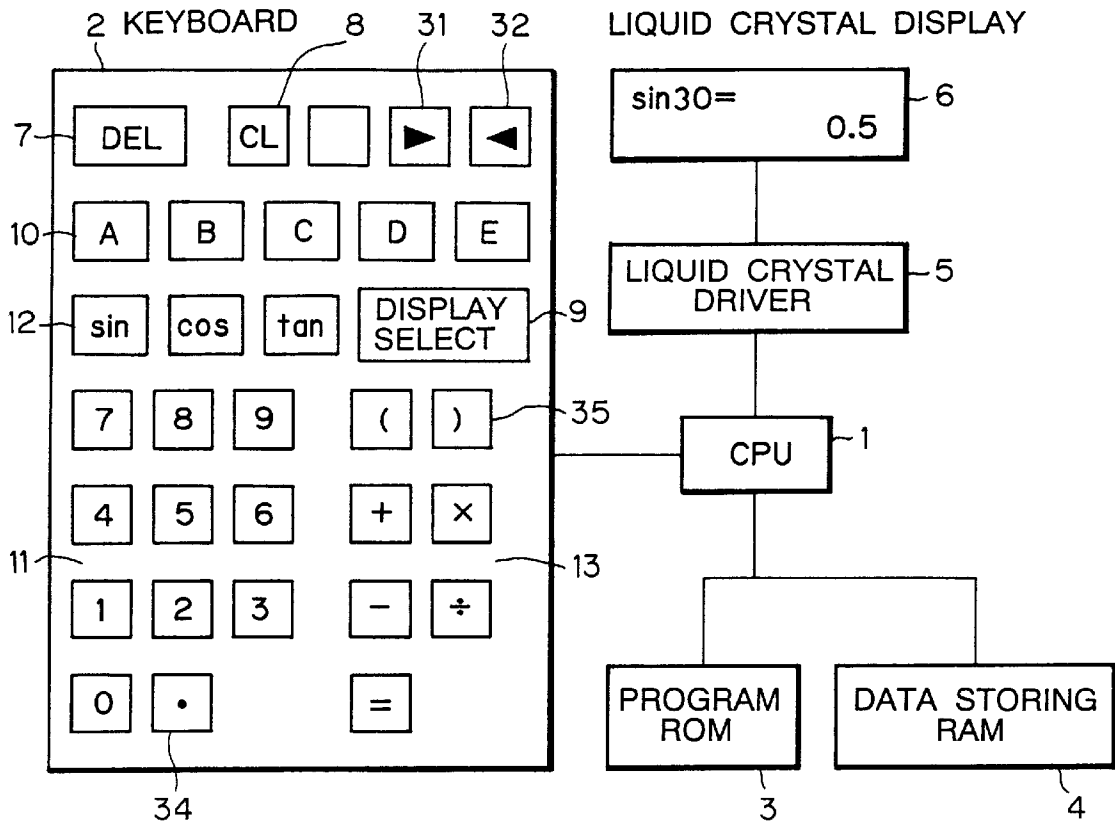 2 KEYBOARD 8 31 32
7 DEL CL ▶ ◀
10 A B C D E
12 sin cos tan DISPLAY SELECT 9
7 8 9 ( ) 35
4 5 6 + ×
11 13
1 2 3 − ÷
0 • =
34
LIQUID CRYSTAL DISPLAY
sin30=
0.5
6
LIQUID CRYSTAL
DRIVER
5
CPU
1
PROGRAM
ROM
3
DATA STORING
RAM
4